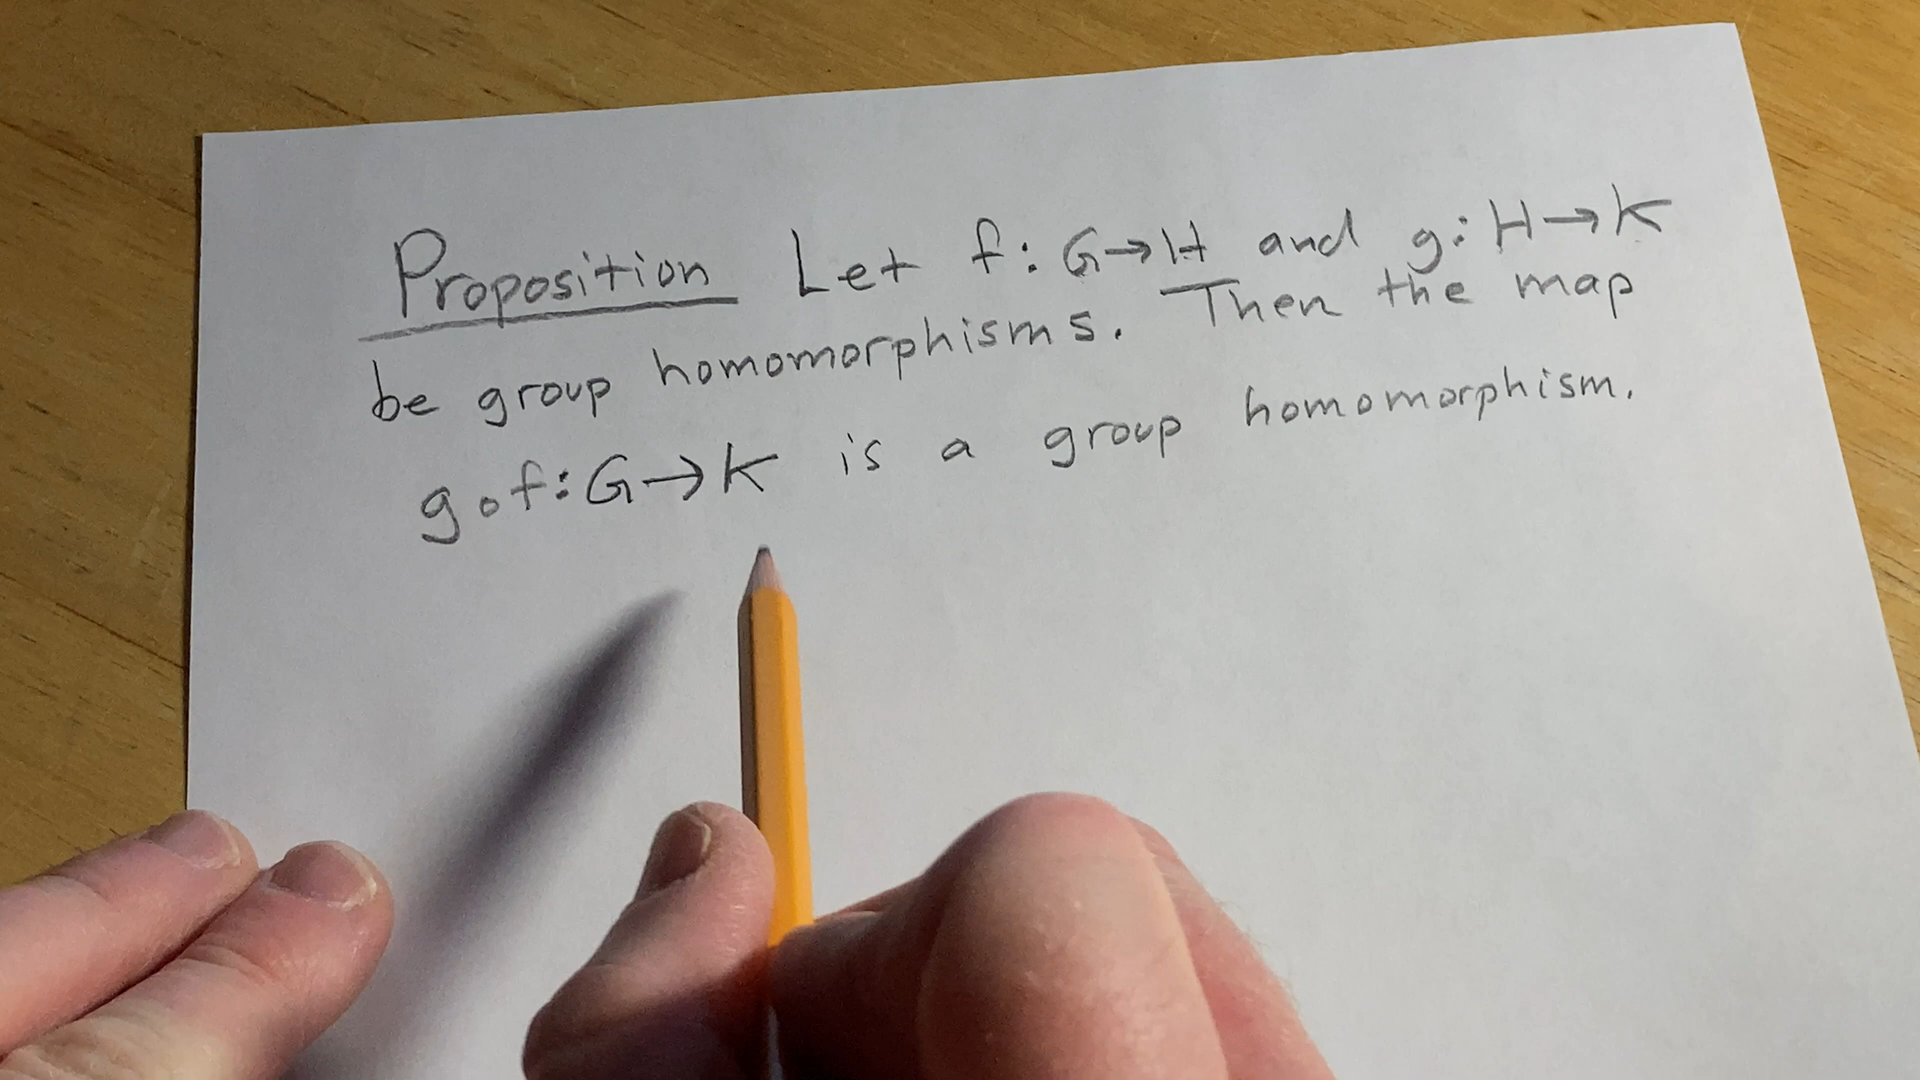 Proposition Let f: G→H and g: H→K
be group homomorphisms. Then the map
g∘f: G→K is a group homomorphism.